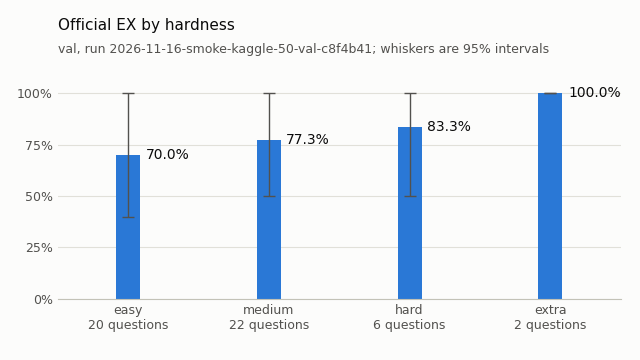 Official EX by hardness
val, run 2026-11-16-smoke-kaggle-50-val-c8f4b41; whiskers are 95% intervals
100%
75%
50%
25%
0%
70.0%
77.3%
83.3%
100.0%
easy
20 questions
medium
22 questions
hard
6 questions
extra
2 questions